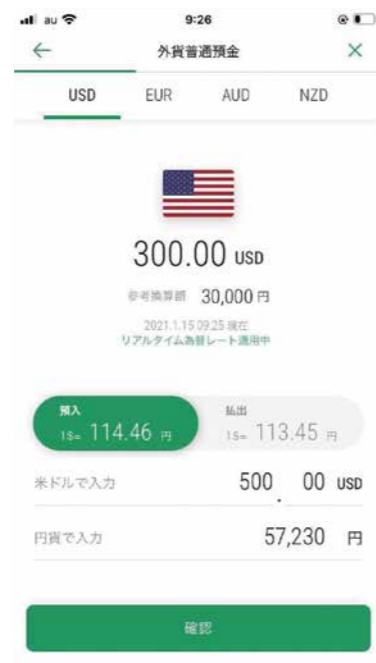 au 9:26
外貨普通預金
USD EUR AUD NZD
300.00 USD
参考換算額 30,000 円
2021.1.15 09:25 現在
リアルタイム為替レート適用中
預入 払出
1$= 114.46 円 1$= 113.45 円
米ドルで入力 500 . 00 USD
円貨で入力 57,230 円
確認